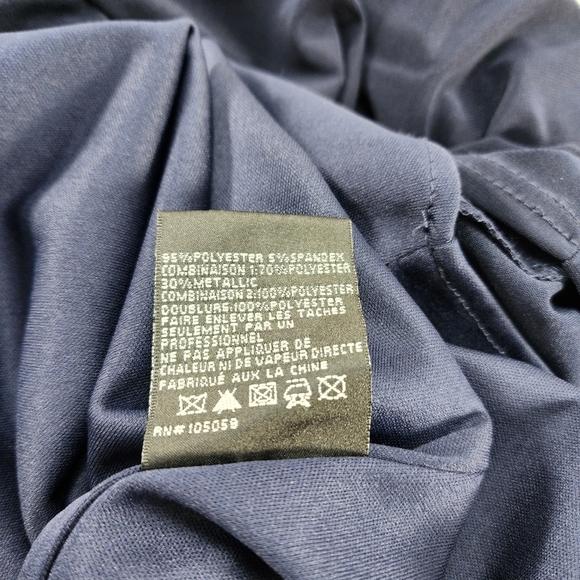 95%POLYESTER 5%SPANDEX
COMBINAISON 1:70%POLYESTER
30%METALLIC
COMBINAISON 2:100%POLYESTER
DOUBLURE:100%POLYESTER
FAIRE ENLEVER LES TACHES
SEULEMENT PAR UN
PROFESSIONNEL
NE PAS APPLIQUER DE
CHALEUR NI DE VAPEUR DIRECTE
FABRIQUÉ AUX LA CHINE
RN#105059